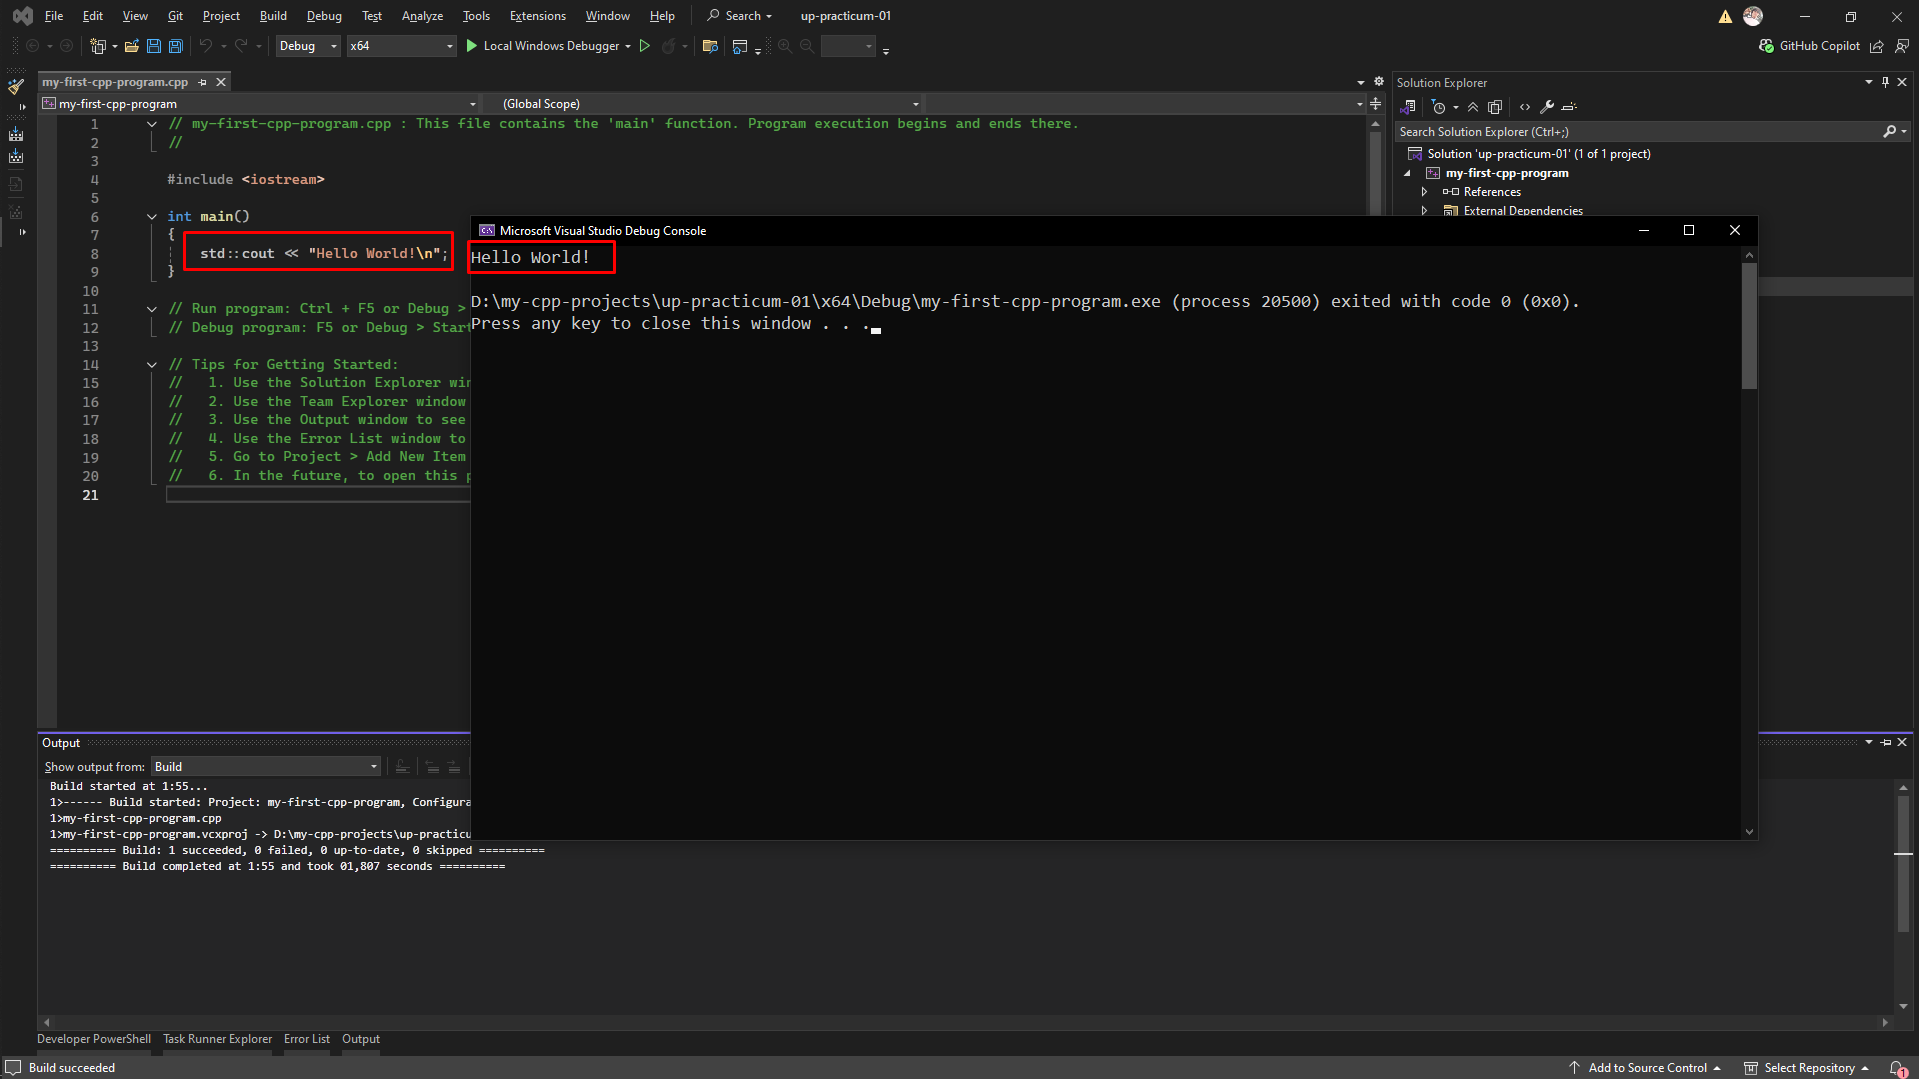 File Edit View Git Project Build Debug Test Analyze Tools Extensions Window Help Search up-practicum-01
Debug x64 Local Windows Debugger GitHub Copilot
my-first-cpp-program.cpp
my-first-cpp-program (Global Scope)
1 // my-first-cpp-program.cpp : This file contains the 'main' function. Program execution begins and ends there.
2 //
3
4 #include <iostream>
5
6 int main()
7 {
8 std::cout << "Hello World!\n";
9 }
10
11 // Run program: Ctrl + F5 or Debug >
12 // Debug program: F5 or Debug > Start
13
14 // Tips for Getting Started:
15 // 1. Use the Solution Explorer win
16 // 2. Use the Team Explorer window
17 // 3. Use the Output window to see
18 // 4. Use the Error List window to
19 // 5. Go to Project > Add New Item
20 // 6. In the future, to open this p
21
Solution Explorer
Search Solution Explorer (Ctrl+;)
Solution 'up-practicum-01' (1 of 1 project)
my-first-cpp-program
References
External Dependencies
Microsoft Visual Studio Debug Console
Hello World!
D:\my-cpp-projects\up-practicum-01\x64\Debug\my-first-cpp-program.exe (process 20500) exited with code 0 (0x0).
Press any key to close this window . . .
Output
Show output from: Build
Build started at 1:55...
1>------ Build started: Project: my-first-cpp-program, Configura
1>my-first-cpp-program.cpp
1>my-first-cpp-program.vcxproj -> D:\my-cpp-projects\up-practicu
========== Build: 1 succeeded, 0 failed, 0 up-to-date, 0 skipped ==========
========== Build completed at 1:55 and took 01,807 seconds ==========
Developer PowerShell Task Runner Explorer Error List Output
Build succeeded Add to Source Control Select Repository 1